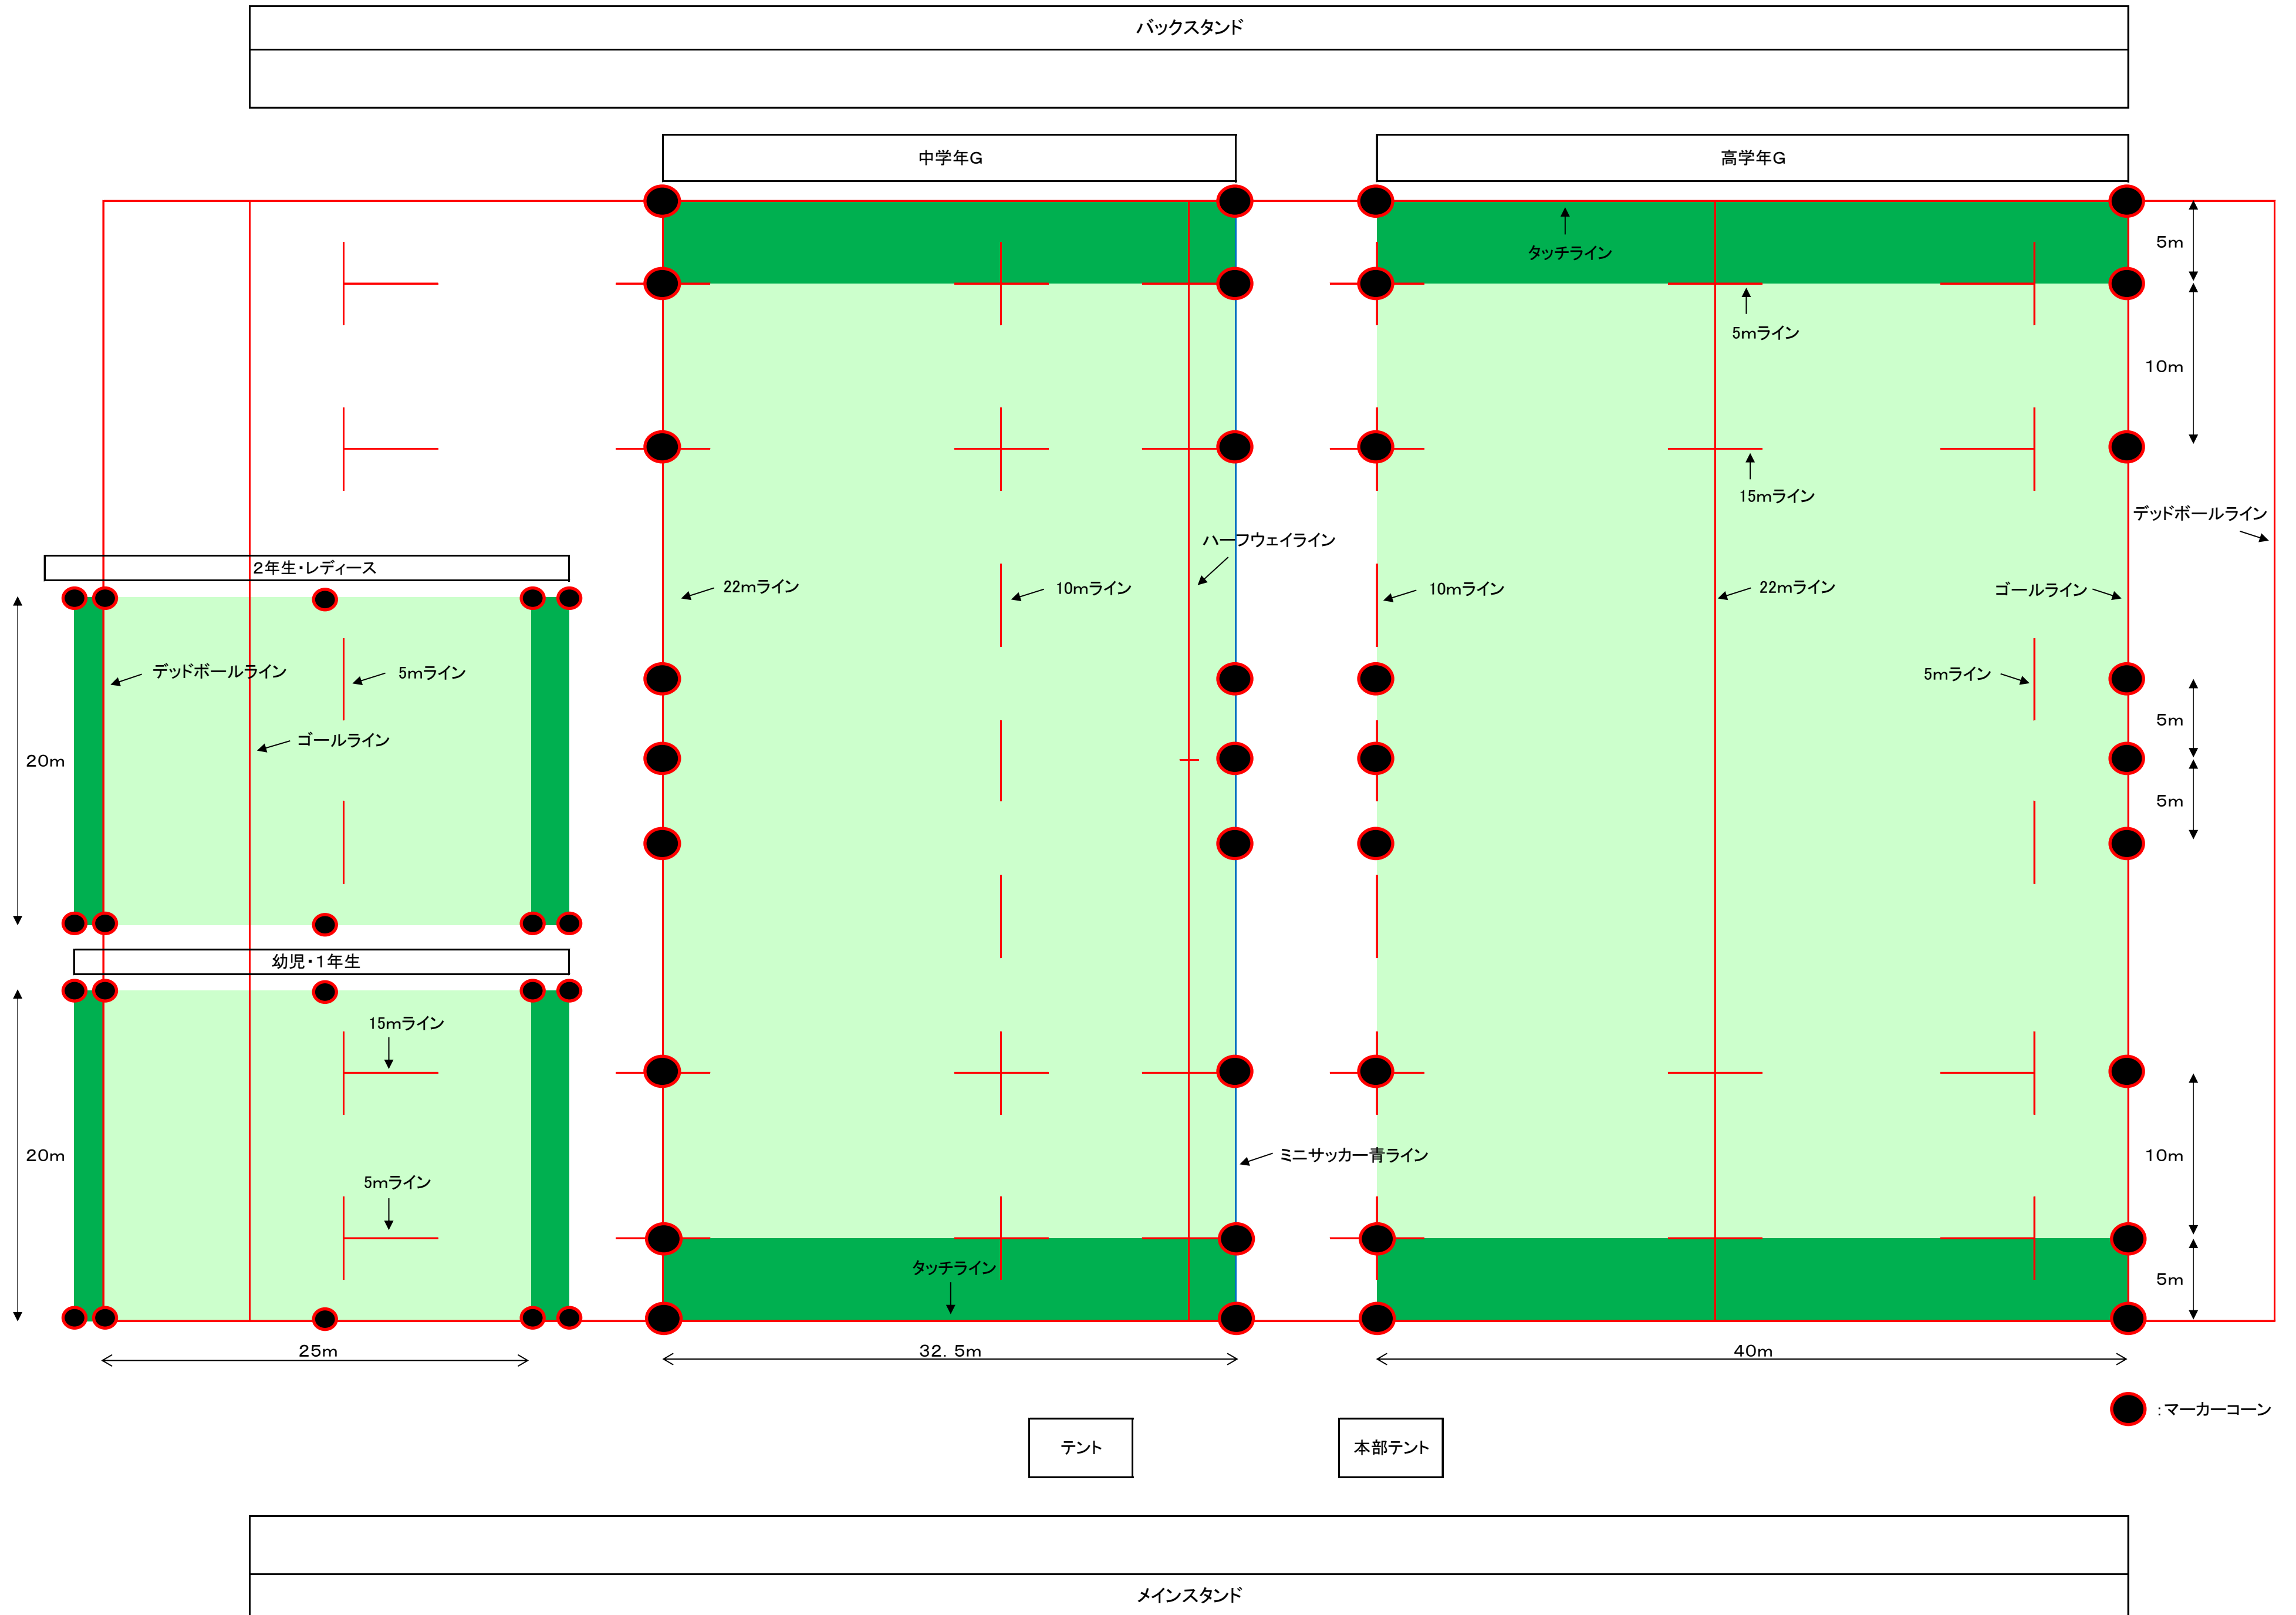 バックスタンド
中学年G
高学年G
タッチライン
5m
5mライン
10m
15mライン
デッドボールライン
ハーフウェイライン
2年生・レディース
22mライン
10mライン
10mライン
22mライン
ゴールライン
デッドボールライン
5mライン
5mライン
5m
ゴールライン
20m
5m
幼児・1年生
15mライン
20m
10m
ミニサッカー青ライン
5mライン
タッチライン
5m
25m
32.5m
40m
:マーカーコーン
テント
本部テント
メインスタンド